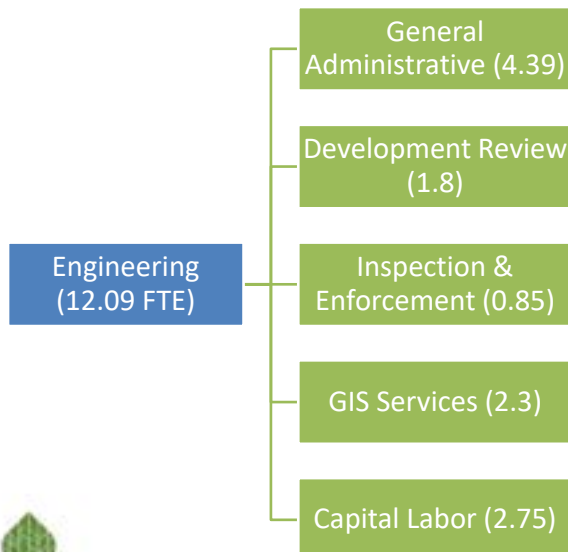 General
Administrative (4.39)
Development Review
(1.8)
Engineering
(12.09 FTE)
Inspection &
Enforcement (0.85)
GIS Services (2.3)
Capital Labor (2.75)